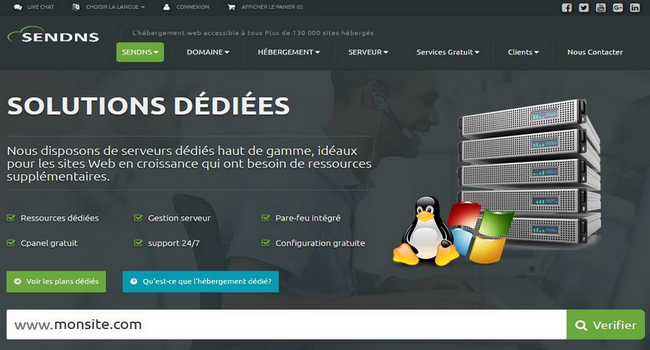 LIVE CHAT
CHOISIR LA LANGUE
CONNEXION
AFFICHER LE PANIER (0)
SENDNS
L'hébergement web accessible à tous Plus de 130 000 sites hébergés
SENDNS
DOMAINE
HÉBERGEMENT
SERVEUR
Services Gratuit
Clients
Nous Contacter
SOLUTIONS DÉDIÉES
Nous disposons de serveurs dédiés haut de gamme, idéaux
pour les sites Web en croissance qui ont besoin de ressources
supplémentaires.
Ressources dédiées
Gestion serveur
Pare-feu intégré
Cpanel gratuit
support 24/7
Configuration gratuite
Voir les plans dédiés
Qu'est-ce que l'hébergement dédié?
www.monsite.com
Verifier